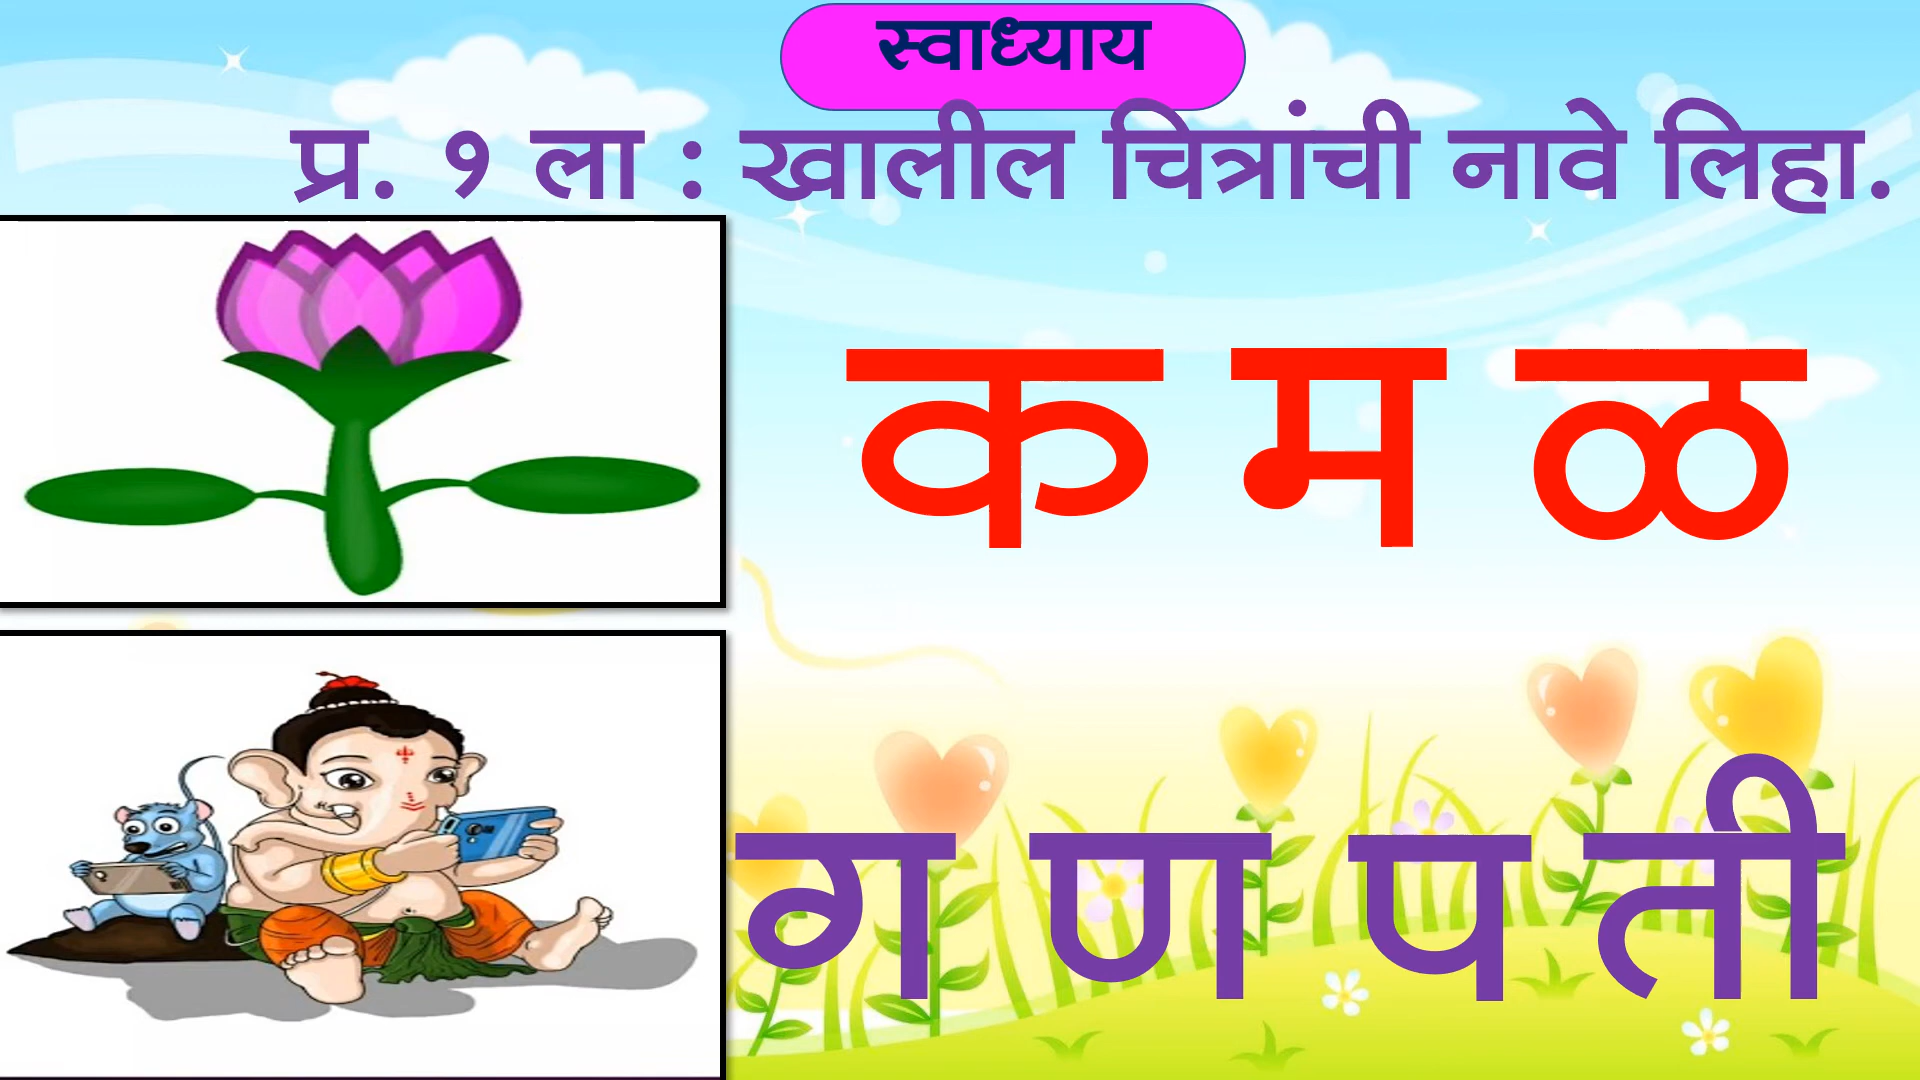 स्वाध्याय
प्र. १ ला : खालील चित्रांची नावे लिहा.
क म ळ
ग ण प ती